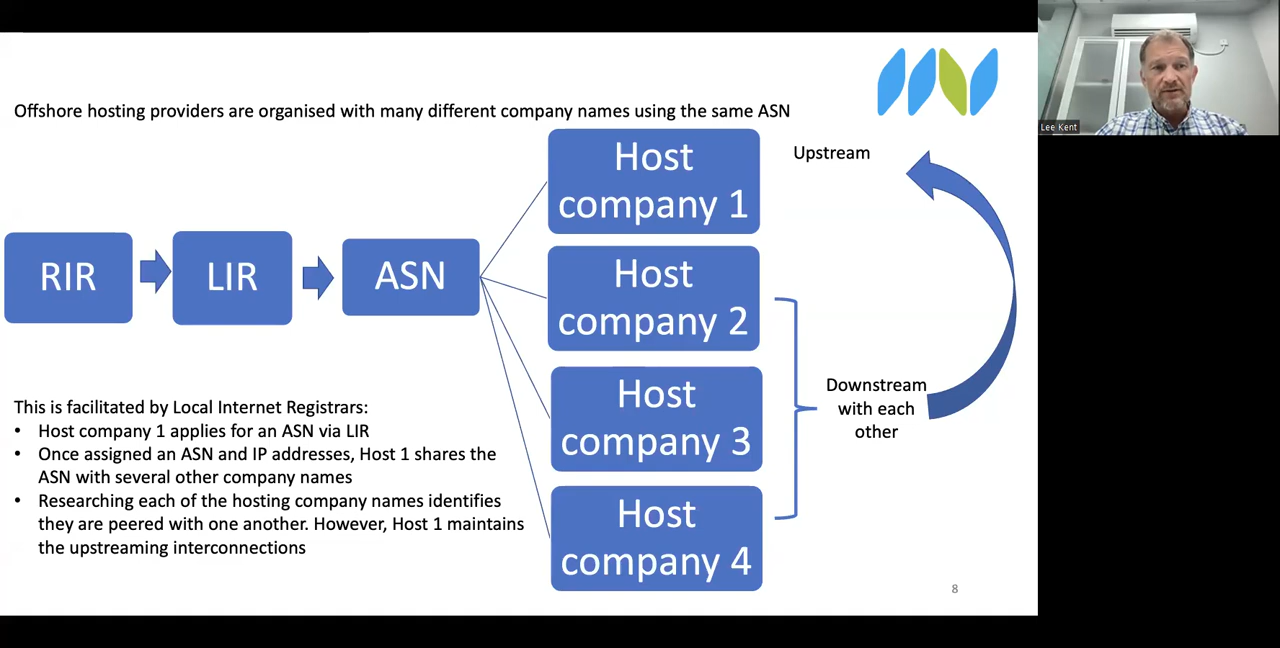 Lee Kent
Offshore hosting providers are organised with many different company names using the same ASN
Upstream
RIR
LIR
ASN
Host
company 1
Host
company 2
Host
company 3
Host
company 4
Downstream
with each
other
This is facilitated by Local Internet Registrars:
• Host company 1 applies for an ASN via LIR
• Once assigned an ASN and IP addresses, Host 1 shares the
ASN with several other company names
• Researching each of the hosting company names identifies
they are peered with one another. However, Host 1 maintains
the upstreaming interconnections
8